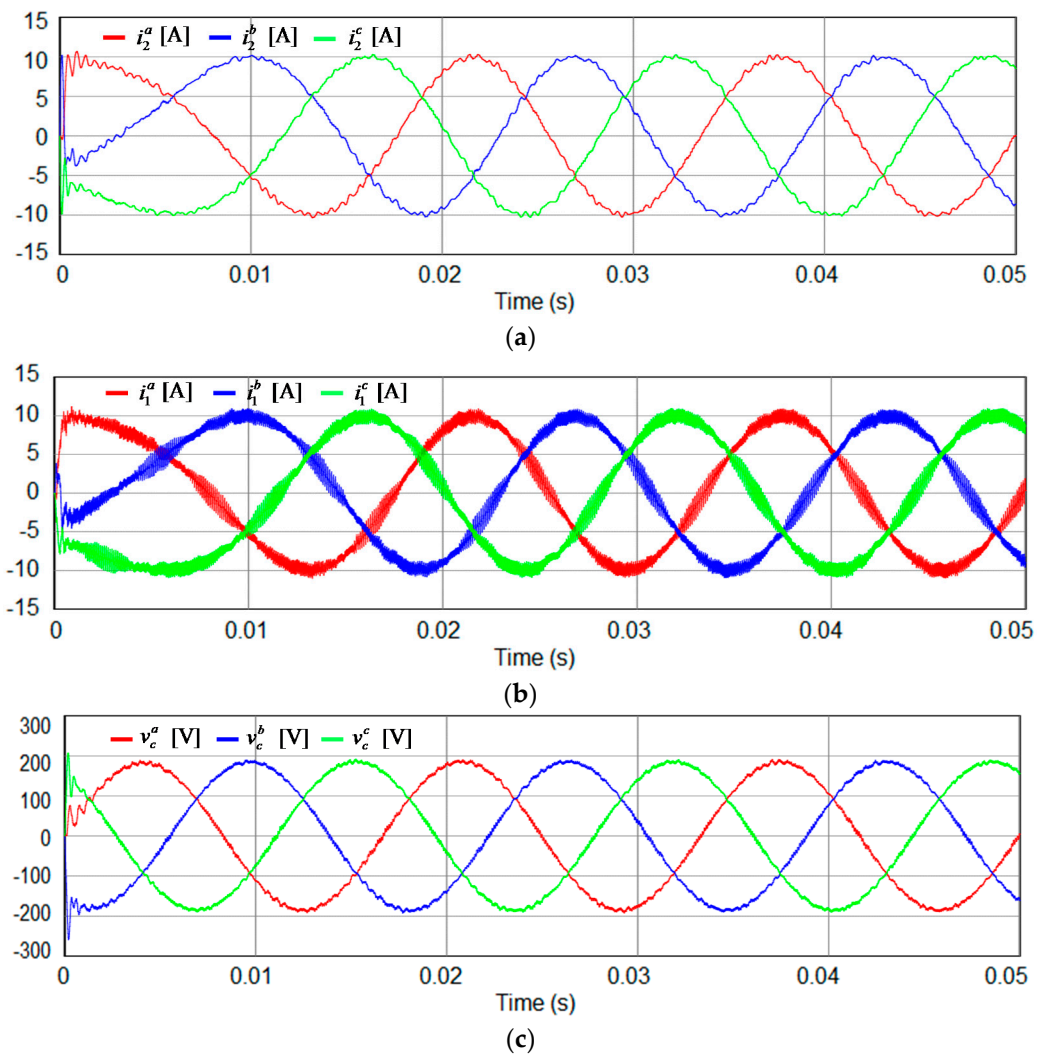 i₂ᵃ [A] i₂ᵇ [A] i₂ᶜ [A]
15
10
5
0
-5
-10
-15
0 0.01 0.02 0.03 0.04 0.05
Time (s)
(a)
i₁ᵃ [A] i₁ᵇ [A] i₁ᶜ [A]
15
10
5
0
-5
-10
-15
0 0.01 0.02 0.03 0.04 0.05
Time (s)
(b)
v_cᵃ [V] v_cᵇ [V] v_cᶜ [V]
300
200
100
0
-100
-200
-300
0 0.01 0.02 0.03 0.04 0.05
Time (s)
(c)